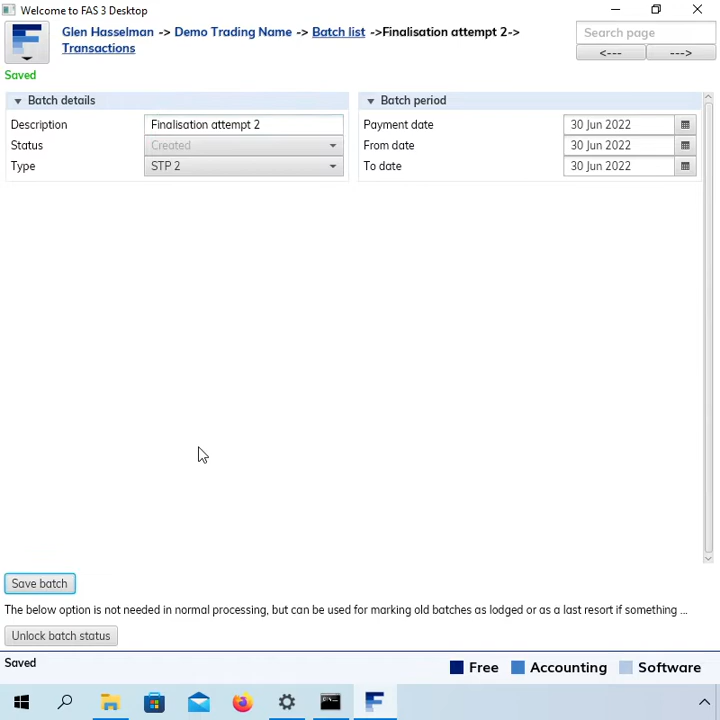 Welcome to FAS 3 Desktop
Glen Hasselman -> Demo Trading Name -> Batch list ->Finalisation attempt 2->
Transactions
Search page
<---
--->
Saved
Batch details
Description
Finalisation attempt 2
Status
Created
Type
STP 2
Batch period
Payment date
30 Jun 2022
From date
30 Jun 2022
To date
30 Jun 2022
Save batch
The below option is not needed in normal processing, but can be used for marking old batches as lodged or as a last resort if something ...
Unlock batch status
Saved
Free
Accounting
Software